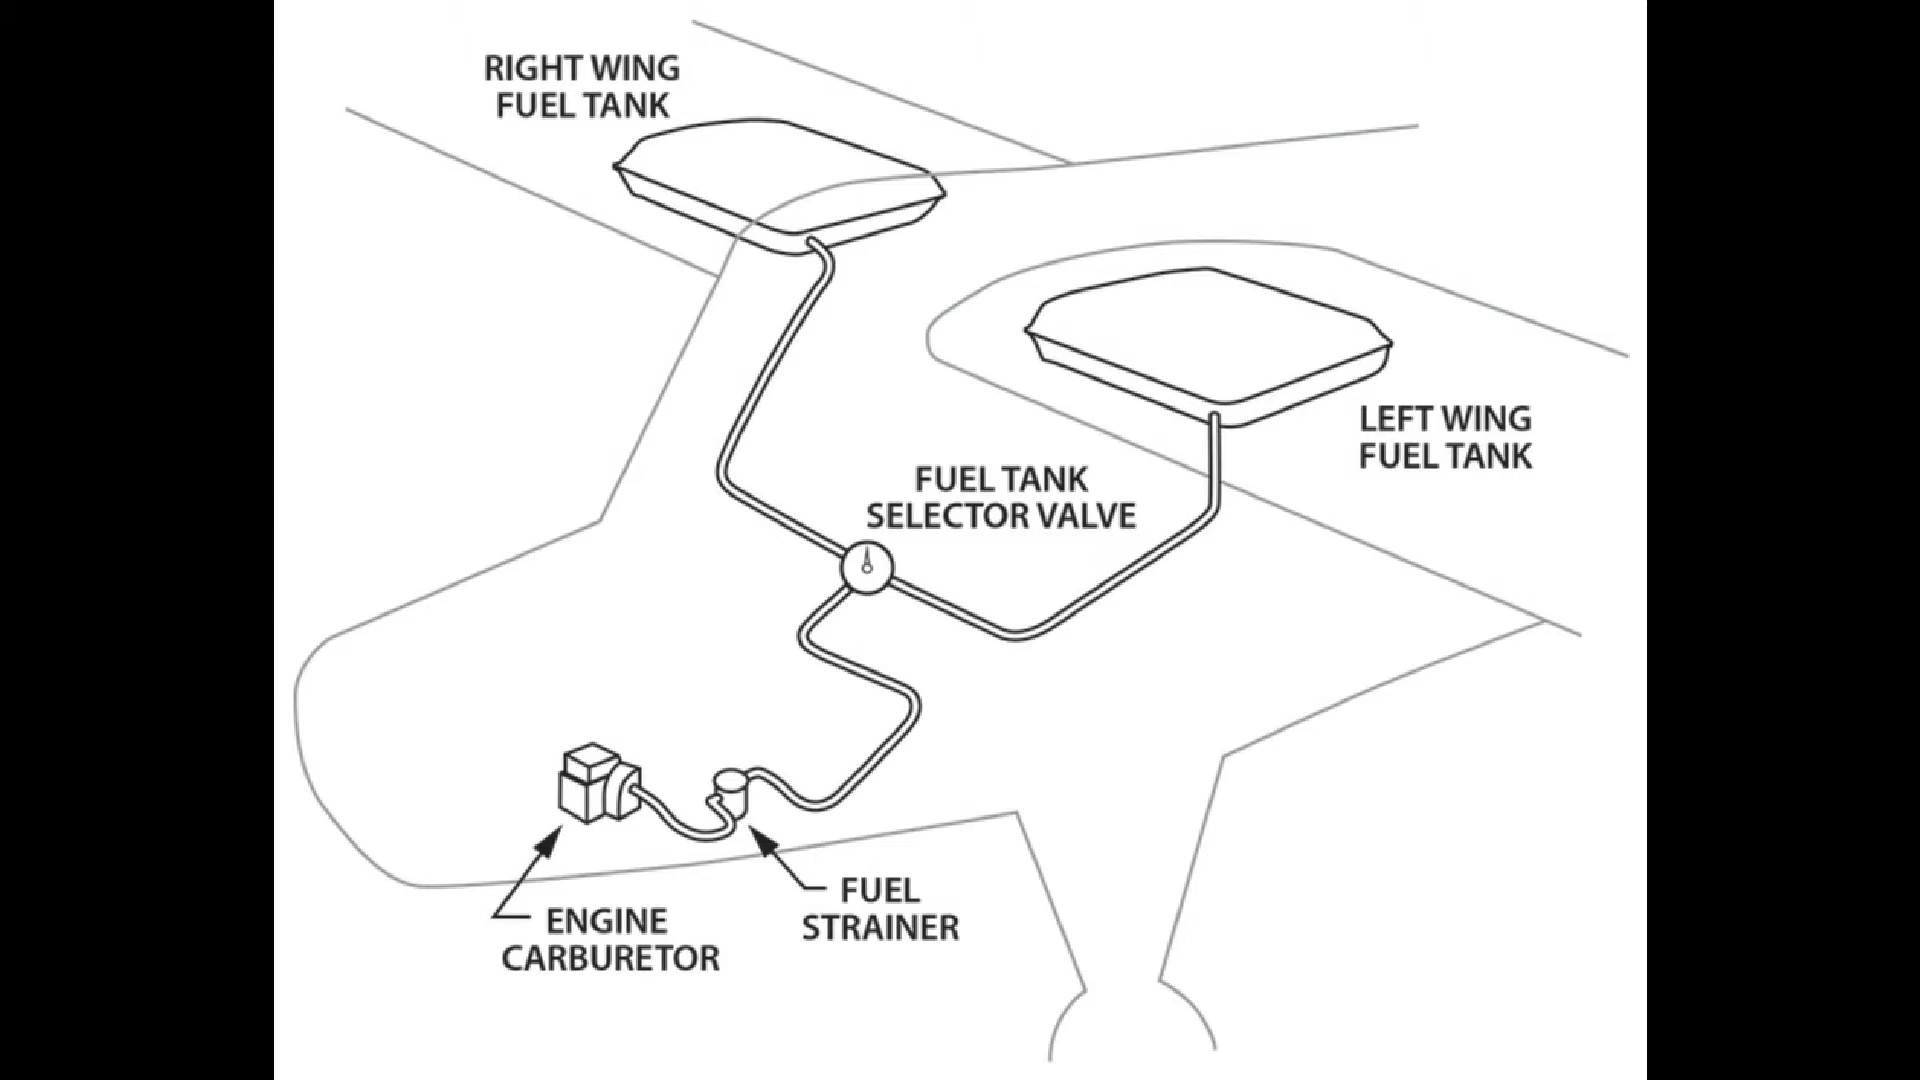 RIGHT WING
FUEL TANK
LEFT WING
FUEL TANK
FUEL TANK
SELECTOR VALVE
FUEL
STRAINER
ENGINE
CARBURETOR